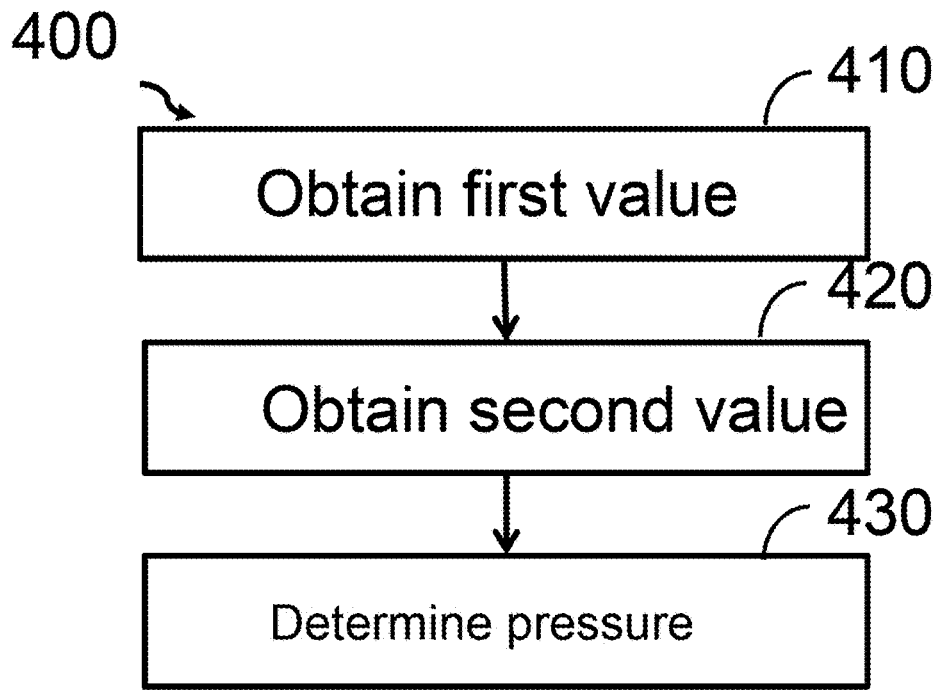 400
410
Obtain first value
420
Obtain second value
430
Determine pressure